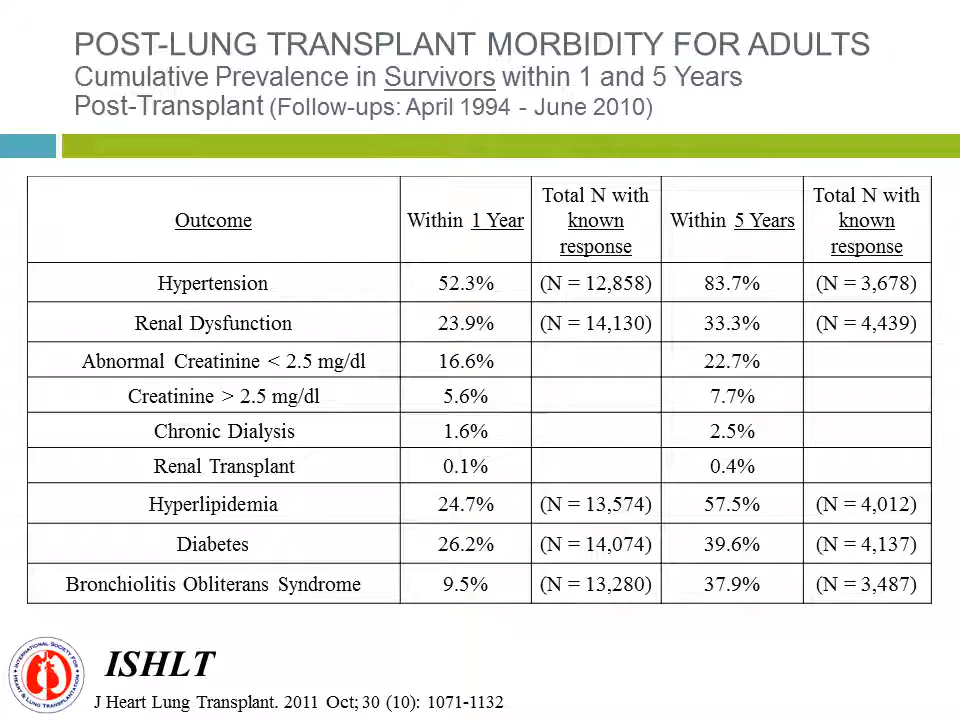 POST-LUNG TRANSPLANT MORBIDITY FOR ADULTS
Cumulative Prevalence in Survivors within 1 and 5 Years
Post-Transplant (Follow-ups: April 1994 - June 2010)
Outcome Within 1 Year Total N with known response Within 5 Years Total N with known response
Hypertension 52.3% (N = 12,858) 83.7% (N = 3,678)
Renal Dysfunction 23.9% (N = 14,130) 33.3% (N = 4,439)
Abnormal Creatinine < 2.5 mg/dl 16.6% 22.7%
Creatinine > 2.5 mg/dl 5.6% 7.7%
Chronic Dialysis 1.6% 2.5%
Renal Transplant 0.1% 0.4%
Hyperlipidemia 24.7% (N = 13,574) 57.5% (N = 4,012)
Diabetes 26.2% (N = 14,074) 39.6% (N = 4,137)
Bronchiolitis Obliterans Syndrome 9.5% (N = 13,280) 37.9% (N = 3,487)
INTERNATIONAL SOCIETY FOR HEART & LUNG TRANSPLANTATION
ISHLT
J Heart Lung Transplant. 2011 Oct; 30 (10): 1071-1132